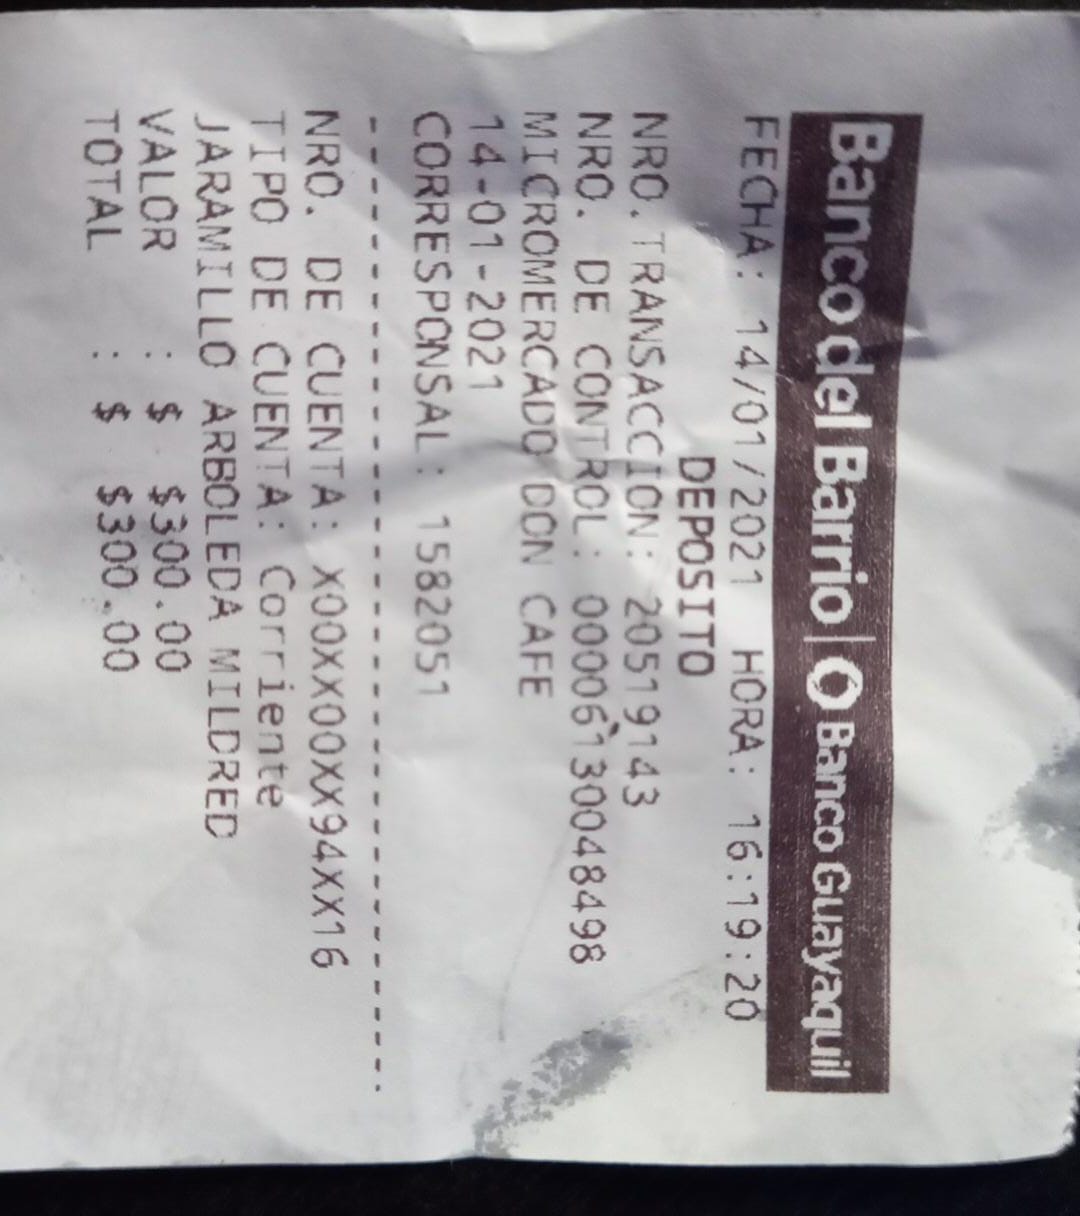 Banco del Barrio | Banco Guayaquil
FECHA: 14/01/2021 HORA: 16:19:20
DEPOSITO
NRO.TRANSACCION: 205191143
NRO. DE CONTROL: 00006130048498
MICROMERCADO DON CAFE
14-01-2021
CORRESPONSAL: 1582051
--------------------------------------
NRO. DE CUENTA: X00XX00XX94XX16
TIPO DE CUENTA: Corriente
JARAMILLO ARBOLEDA MILDRED
VALOR : $ $300.00
TOTAL : $ $300.00